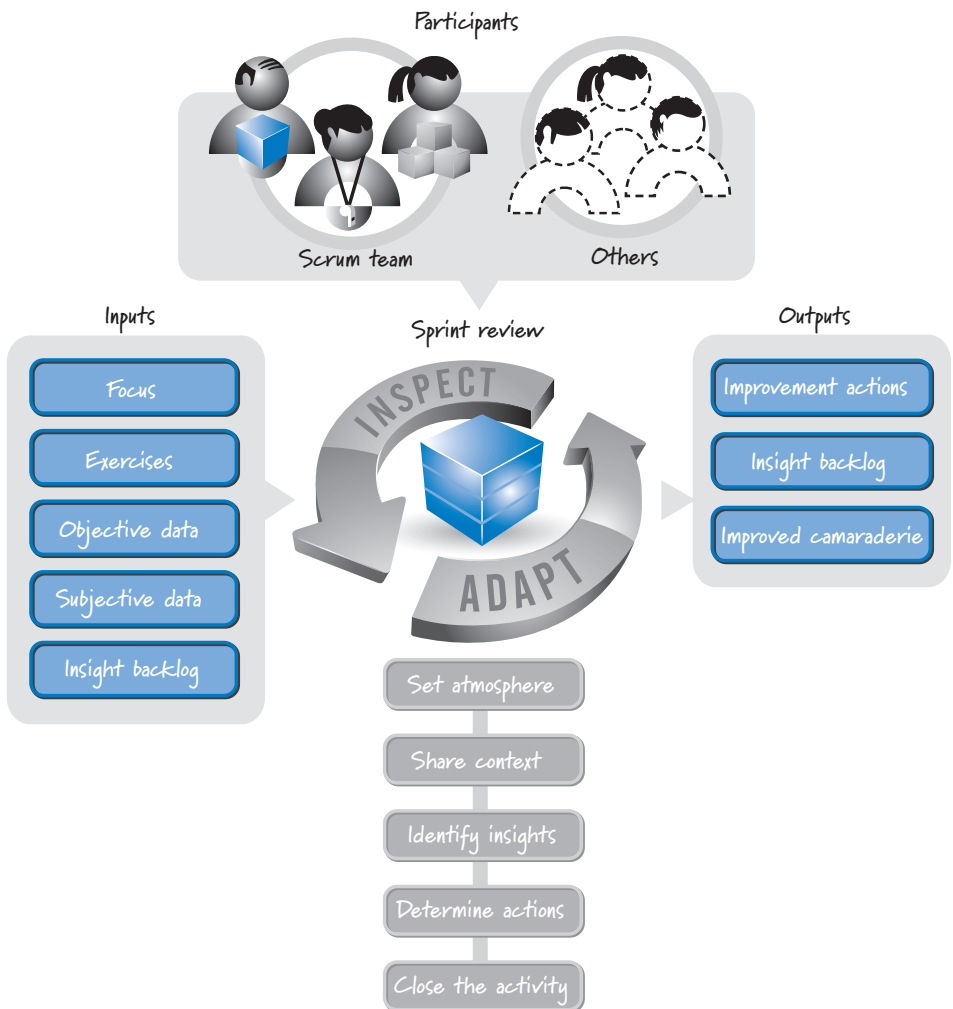 Participants
Scrum team
Others
Inputs
Sprint review
Outputs
Focus
Exercises
Objective data
Subjective data
Insight backlog
INSPECT
ADAPT
Improvement actions
Insight backlog
Improved camaraderie
Set atmosphere
Share context
Identify insights
Determine actions
Close the activity